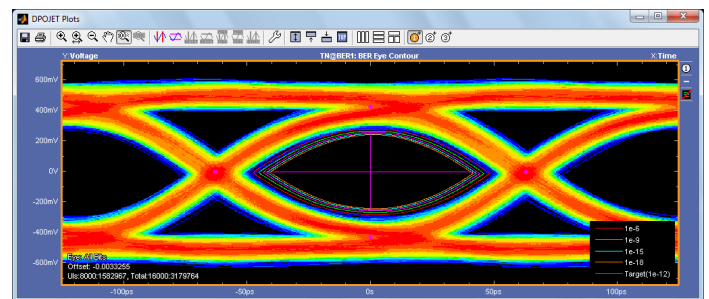 DPOJET Plots
Y:Voltage TN@BER1: BER Eye Contour X:Time
600mV
400mV
200mV
0V
-200mV
-400mV
-600mV
1e-6
1e-9
1e-15
1e-18
Target(1e-12)
Eye: All Bits
Offset: -0.0033255
UIs:8000:1582967, Total:16000:3179764
-100ps -50ps 0s 50ps 100ps